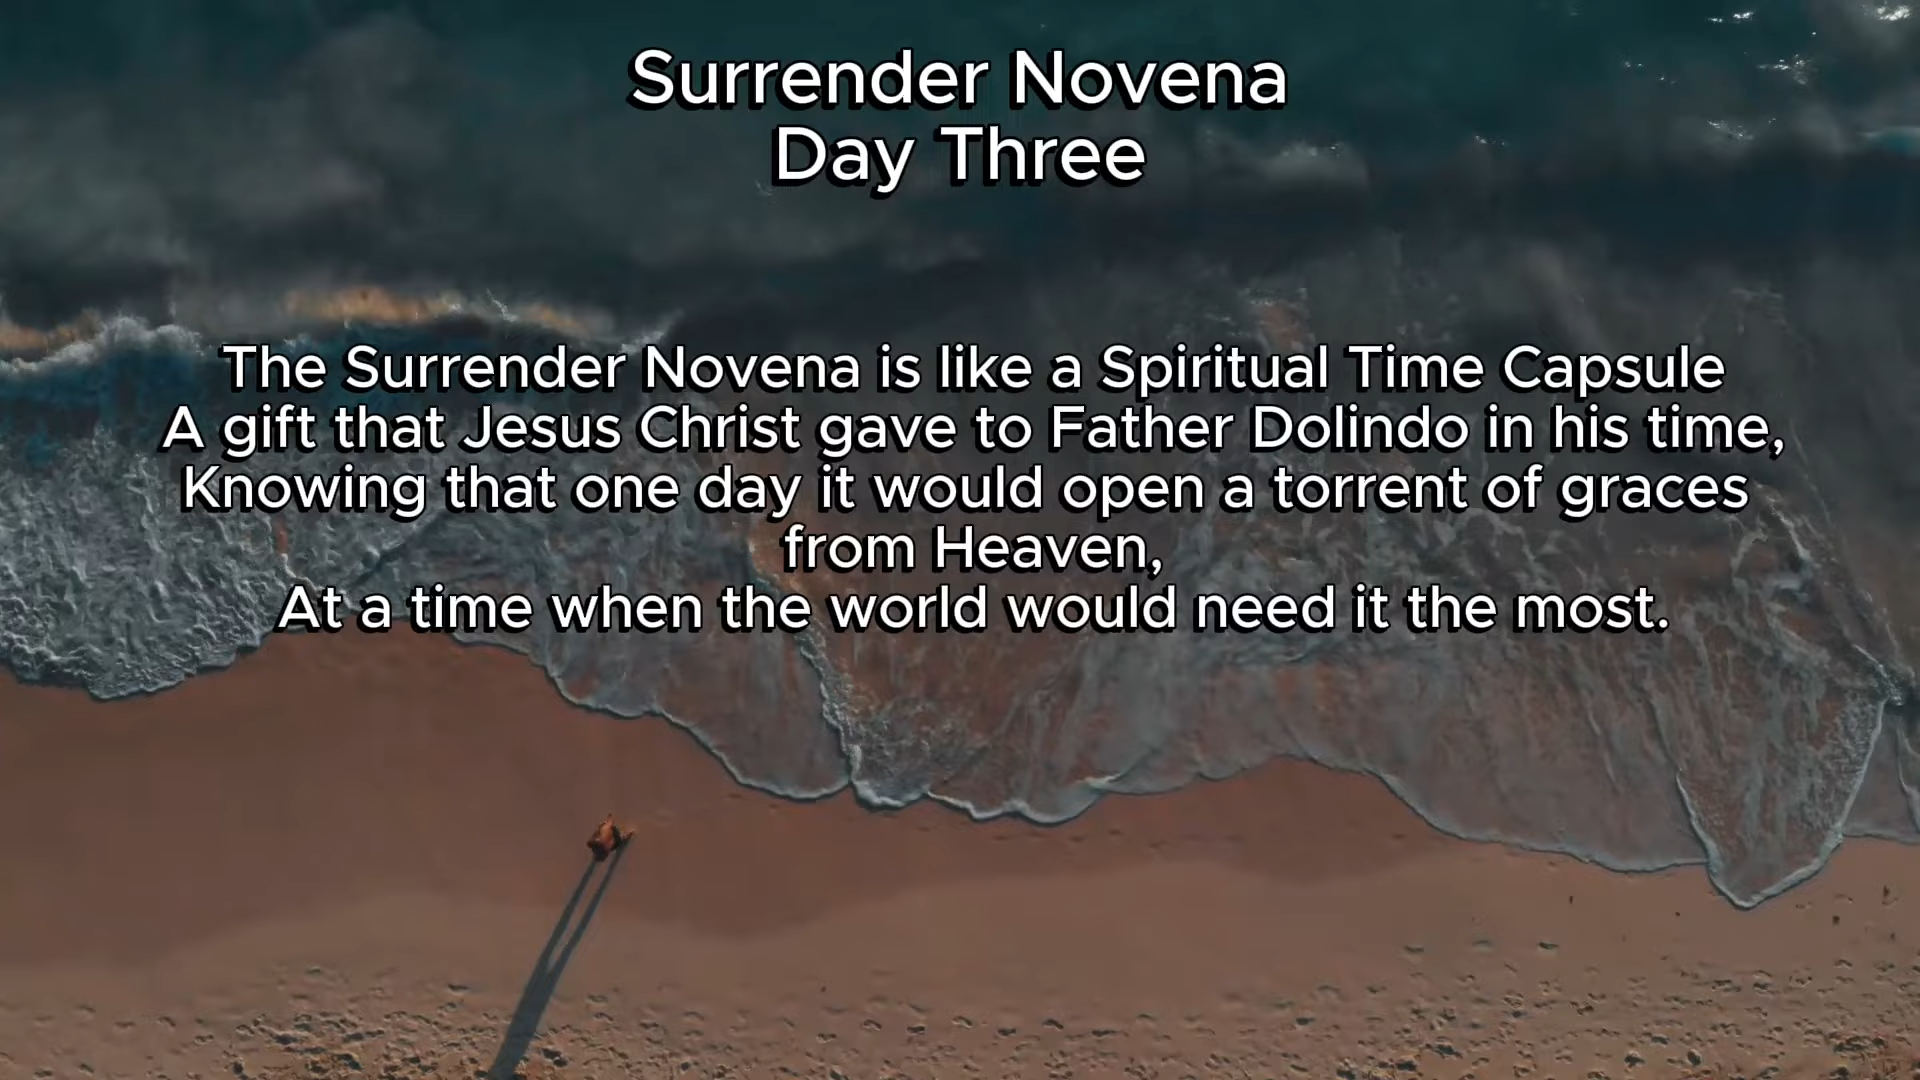 Surrender Novena
Day Three
The Surrender Novena is like a Spiritual Time Capsule
A gift that Jesus Christ gave to Father Dolindo in his time,
Knowing that one day it would open a torrent of graces
from Heaven,
At a time when the world would need it the most.